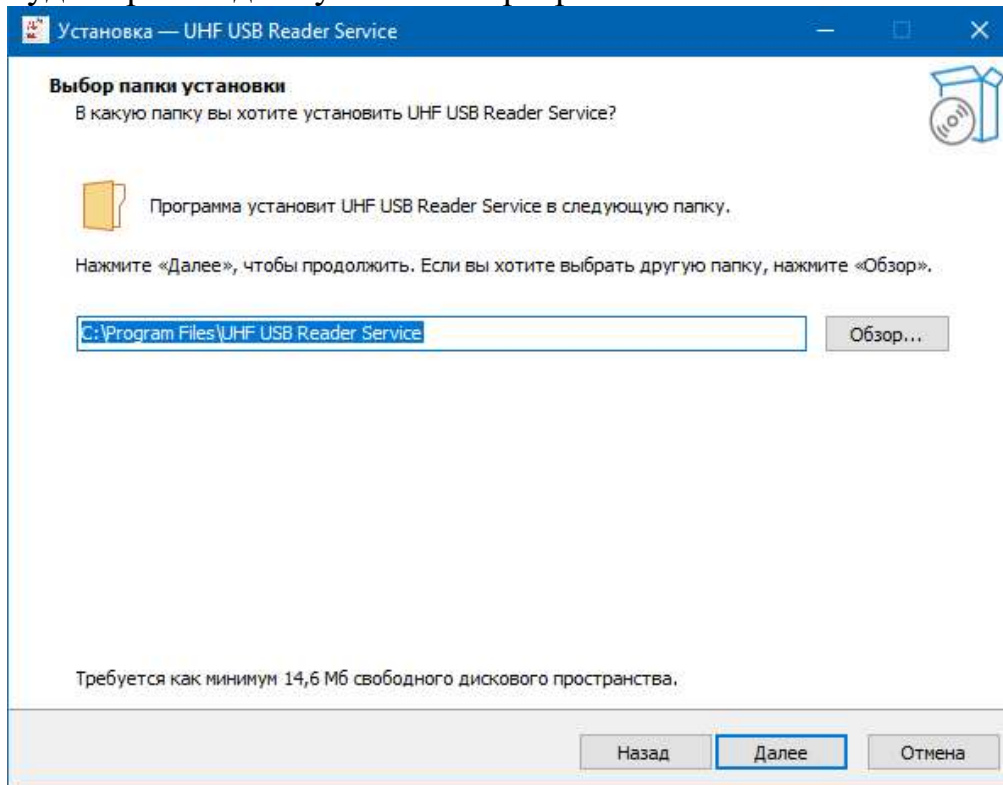 Установка — UHF USB Reader Service
Выбор папки установки
В какую папку вы хотите установить UHF USB Reader Service?
Программа установит UHF USB Reader Service в следующую папку.
Нажмите «Далее», чтобы продолжить. Если вы хотите выбрать другую папку, нажмите «Обзор».
C:\Program Files\UHF USB Reader Service
Обзор...
Требуется как минимум 14,6 Мб свободного дискового пространства.
Назад
Далее
Отмена